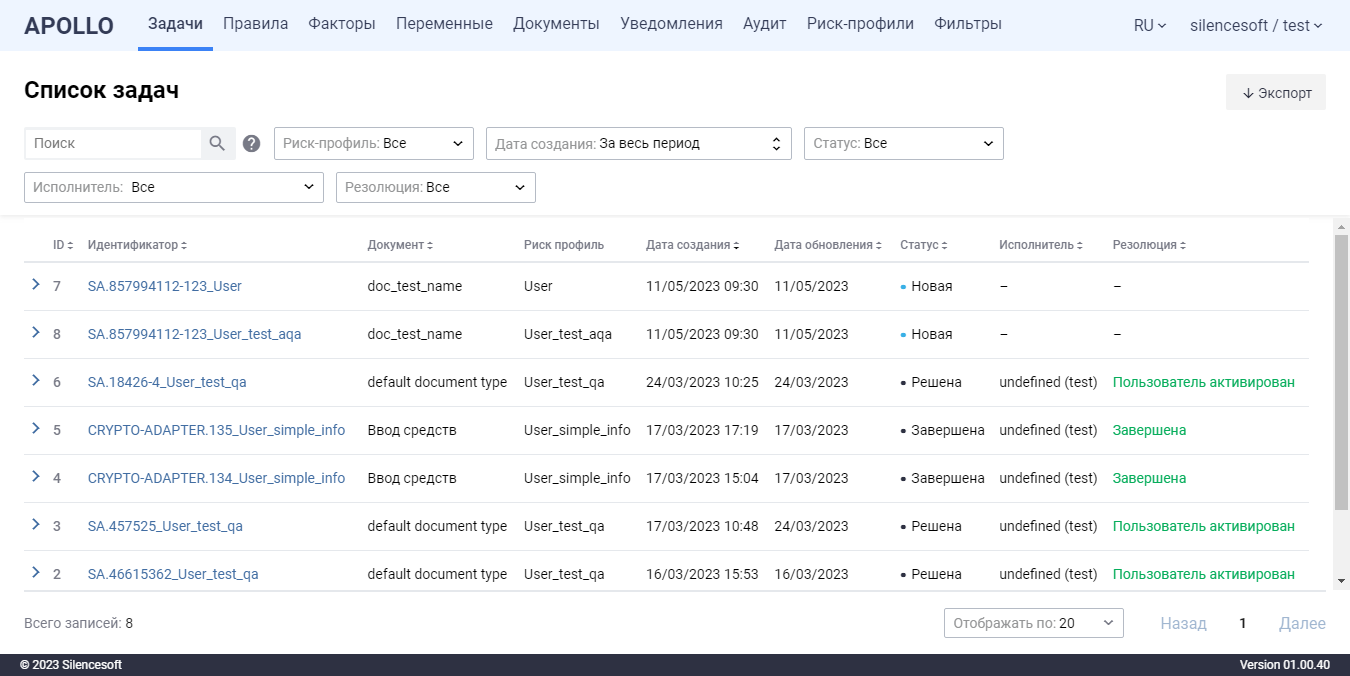 APOLLO Задачи Правила Факторы Переменные Документы Уведомления Аудит Риск-профили Фильтры RU silencesoft / test
Список задач
Экспорт
Поиск ? Риск-профиль: Все Дата создания: За весь период Статус: Все
Исполнитель: Все Резолюция: Все
ID Идентификатор Документ Риск профиль Дата создания Дата обновления Статус Исполнитель Резолюция
7 SA.857994112-123_User doc_test_name User 11/05/2023 09:30 11/05/2023 Новая – –
8 SA.857994112-123_User_test_aqa doc_test_name User_test_aqa 11/05/2023 09:30 11/05/2023 Новая – –
6 SA.18426-4_User_test_qa default document type User_test_qa 24/03/2023 10:25 24/03/2023 Решена undefined (test) Пользователь активирован
5 CRYPTO-ADAPTER.135_User_simple_info Ввод средств User_simple_info 17/03/2023 17:19 17/03/2023 Завершена undefined (test) Завершена
4 CRYPTO-ADAPTER.134_User_simple_info Ввод средств User_simple_info 17/03/2023 15:04 17/03/2023 Завершена undefined (test) Завершена
3 SA.457525_User_test_qa default document type User_test_qa 17/03/2023 10:48 24/03/2023 Решена undefined (test) Пользователь активирован
2 SA.46615362_User_test_qa default document type User_test_qa 16/03/2023 15:53 16/03/2023 Решена undefined (test) Пользователь активирован
Всего записей: 8 Отображать по: 20 Назад 1 Далее
© 2023 Silencesoft Version 01.00.40